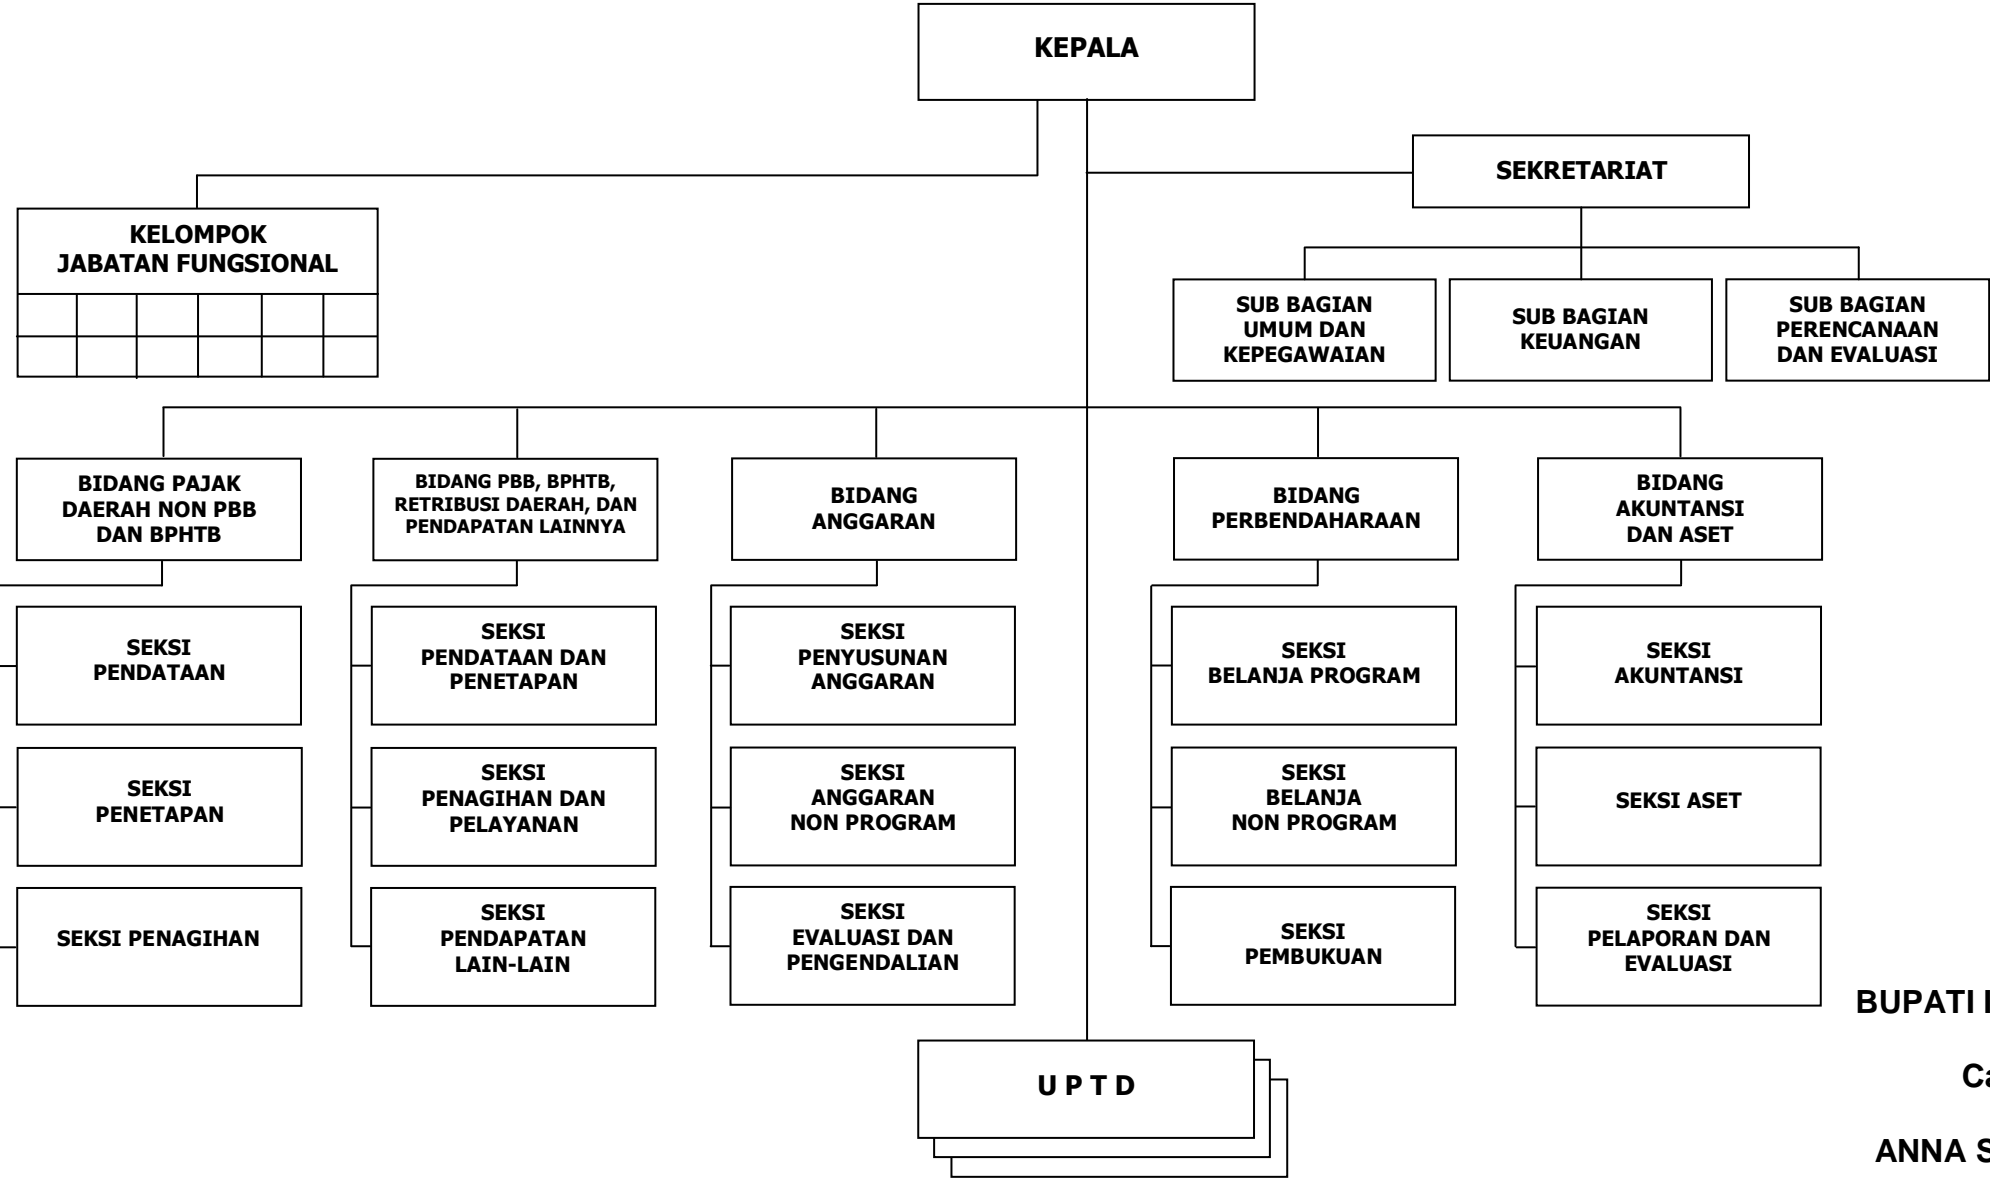 KEPALA
SEKRETARIAT
KELOMPOK
JABATAN FUNGSIONAL
SUB BAGIAN
UMUM DAN
KEPEGAWAIAN
SUB BAGIAN
KEUANGAN
SUB BAGIAN
PERENCANAAN
DAN EVALUASI
BIDANG PAJAK
DAERAH NON PBB
DAN BPHTB
BIDANG PBB, BPHTB,
RETRIBUSI DAERAH, DAN
PENDAPATAN LAINNYA
BIDANG
ANGGARAN
BIDANG
PERBENDAHARAAN
BIDANG
AKUNTANSI
DAN ASET
SEKSI
PENDATAAN
SEKSI
PENDATAAN DAN
PENETAPAN
SEKSI
PENYUSUNAN
ANGGARAN
SEKSI
BELANJA PROGRAM
SEKSI
AKUNTANSI
SEKSI
PENETAPAN
SEKSI
PENAGIHAN DAN
PELAYANAN
SEKSI
ANGGARAN
NON PROGRAM
SEKSI
BELANJA
NON PROGRAM
SEKSI ASET
SEKSI PENAGIHAN
SEKSI
PENDAPATAN
LAIN-LAIN
SEKSI
EVALUASI DAN
PENGENDALIAN
SEKSI
PEMBUKUAN
SEKSI
PELAPORAN DAN
EVALUASI
BUPATI
U P T D
ANNA